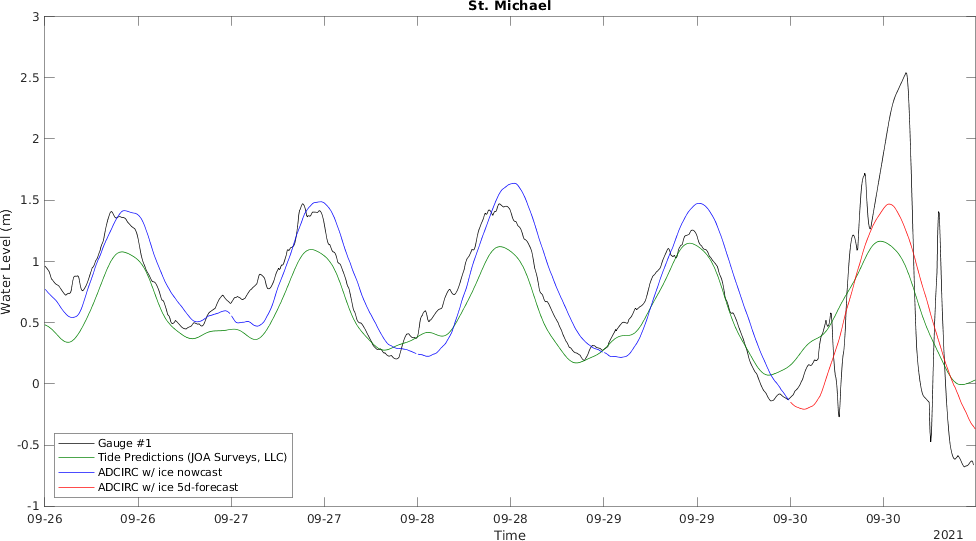 St. Michael
3
2.5
2
1.5
1
0.5
0
-0.5
-1
Water Level (m)
Gauge #1
Tide Predictions (JOA Surveys, LLC)
ADCIRC w/ ice nowcast
ADCIRC w/ ice 5d-forecast
09-26 09-26 09-27 09-27 09-28 09-28 09-29 09-29 09-30 09-30
Time
2021